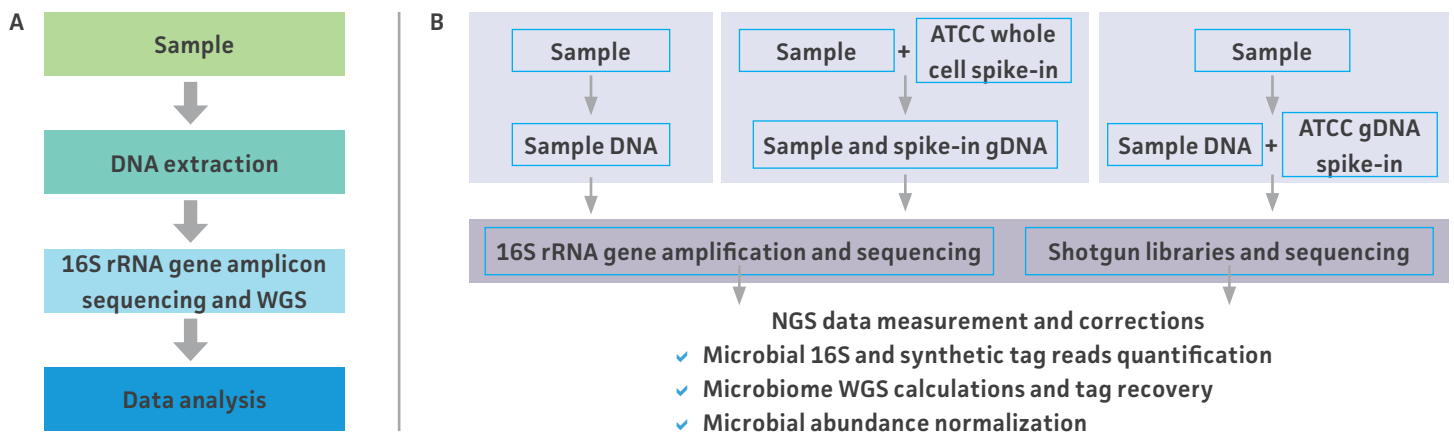 A
Sample
DNA extraction
16S rRNA gene amplicon
sequencing and WGS
Data analysis
B
Sample
Sample DNA
Sample
+
ATCC whole
cell spike-in
Sample and spike-in gDNA
Sample
Sample DNA
+
ATCC gDNA
spike-in
16S rRNA gene amplification and sequencing
Shotgun libraries and sequencing
NGS data measurement and corrections
Microbial 16S and synthetic tag reads quantification
Microbiome WGS calculations and tag recovery
Microbial abundance normalization